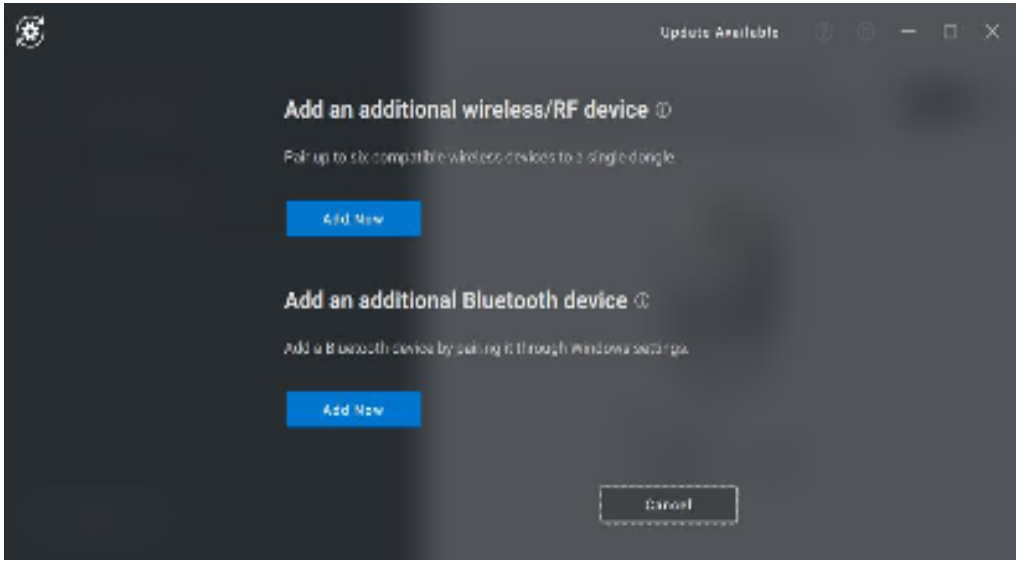 Update Available
Add an additional wireless/RF device
Pair up to six compatible wireless devices to a single dongle.
Add Now
Add an additional Bluetooth device
Add a Bluetooth device by pairing it through Windows settings.
Add Now
Cancel